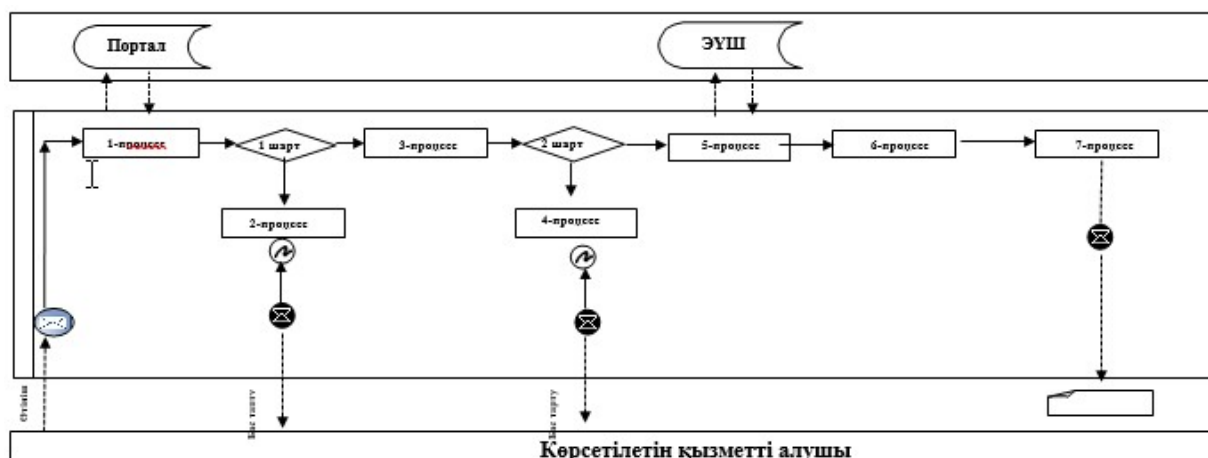 Портал
ЭҮШ
1-процесс
1 шарт
3-процесс
2 шарт
5-процесс
6-процесс
7-процесс
2-процесс
4-процесс
Өтініш
Бас тарту
Бас тарту
Көрсетілетін қызметті алушы